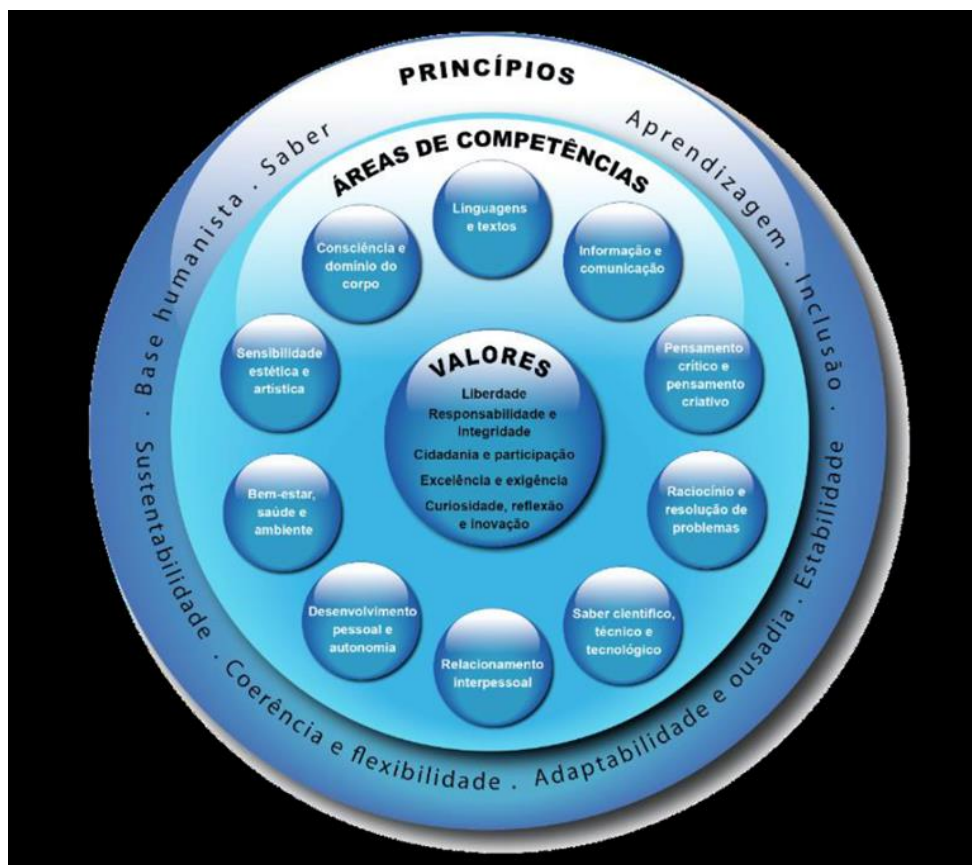 PRINCÍPIOS
Sustentabilidade . Base humanista . Saber
Aprendizagem . Inclusão .
Coerência e flexibilidade . Adaptabilidade e ousadia . Estabilidade
ÁREAS DE COMPETÊNCIAS
Linguagens
e textos
Informação e
comunicação
Pensamento
crítico e
pensamento
criativo
Raciocínio e
resolução de
problemas
Saber científico,
técnico e
tecnológico
Relacionamento
interpessoal
Desenvolvimento
pessoal e
autonomia
Bem-estar,
saúde e
ambiente
Sensibilidade
estética e
artística
Consciência e
domínio do
corpo
VALORES
Liberdade
Responsabilidade e
integridade
Cidadania e participação
Excelência e exigência
Curiosidade, reflexão
e inovação